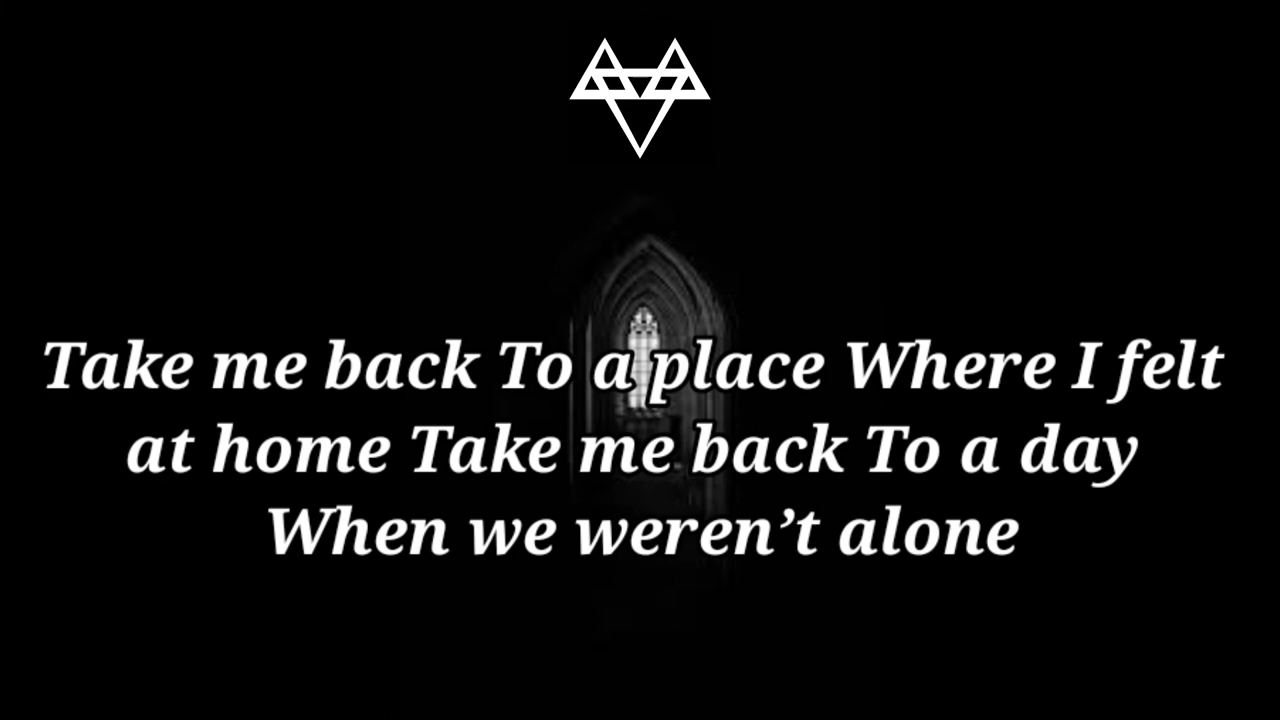 Take me back To a place Where I felt
at home Take me back To a day
When we weren’t alone